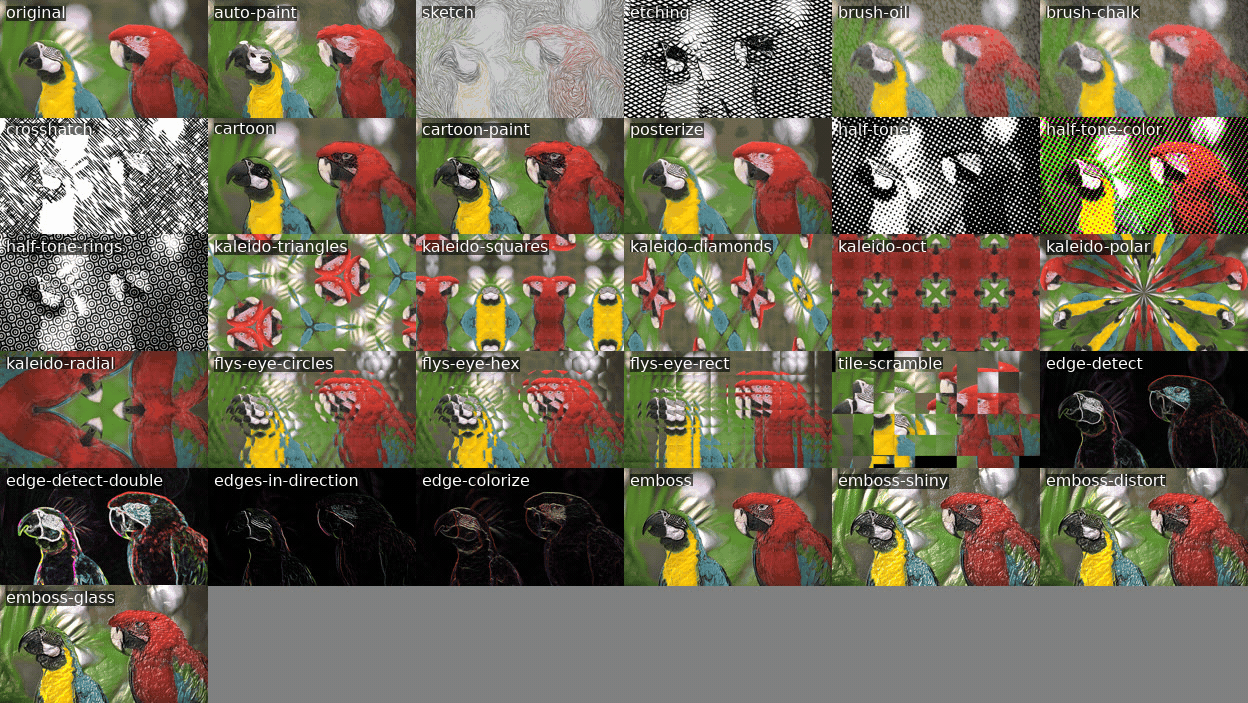 original
auto-paint
sketch
etching
brush-oil
brush-chalk
crosshatch
cartoon
cartoon-paint
posterize
half-tone
half-tone-color
half-tone-rings
kaleido-triangles
kaleido-squares
kaleido-diamonds
kaleido-oct
kaleido-polar
kaleido-radial
flys-eye-circles
flys-eye-hex
flys-eye-rect
tile-scramble
edge-detect
edge-detect-double
edges-in-direction
edge-colorize
emboss
emboss-shiny
emboss-distort
emboss-glass